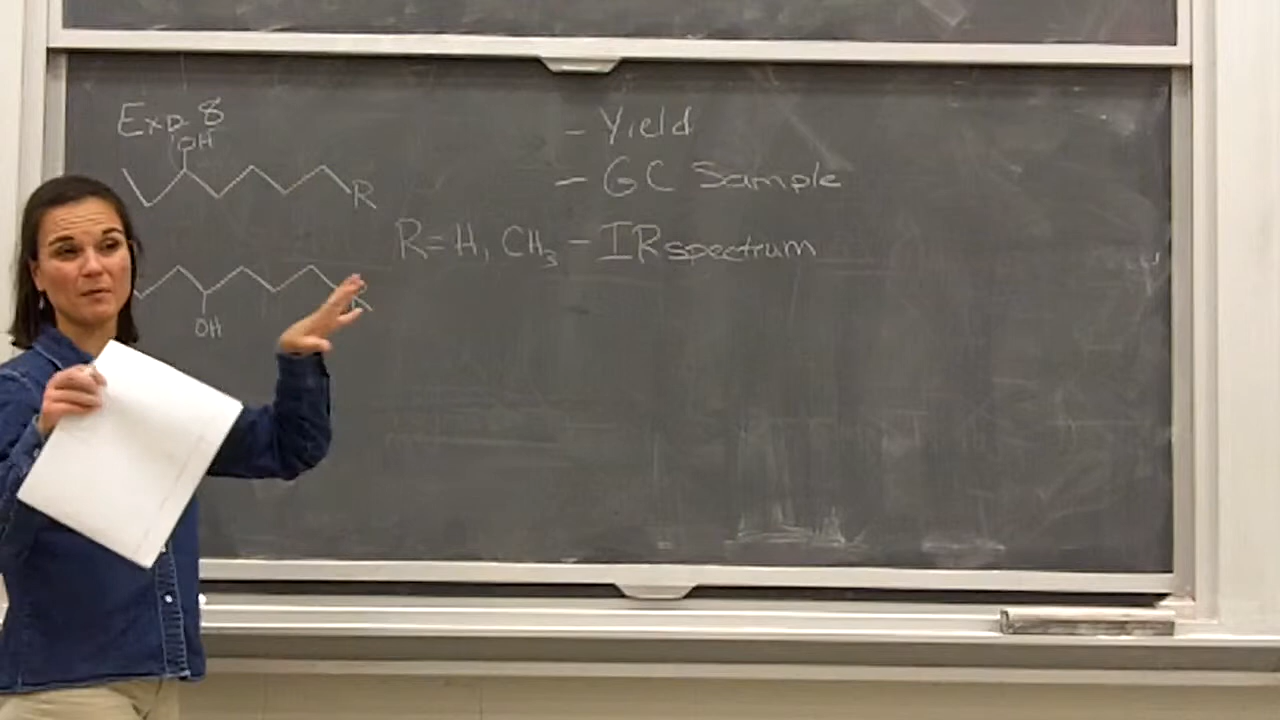 Exp 8
OH
R
- Yield
- GC Sample
R=H, CH₃ - IR spectrum
OH
R